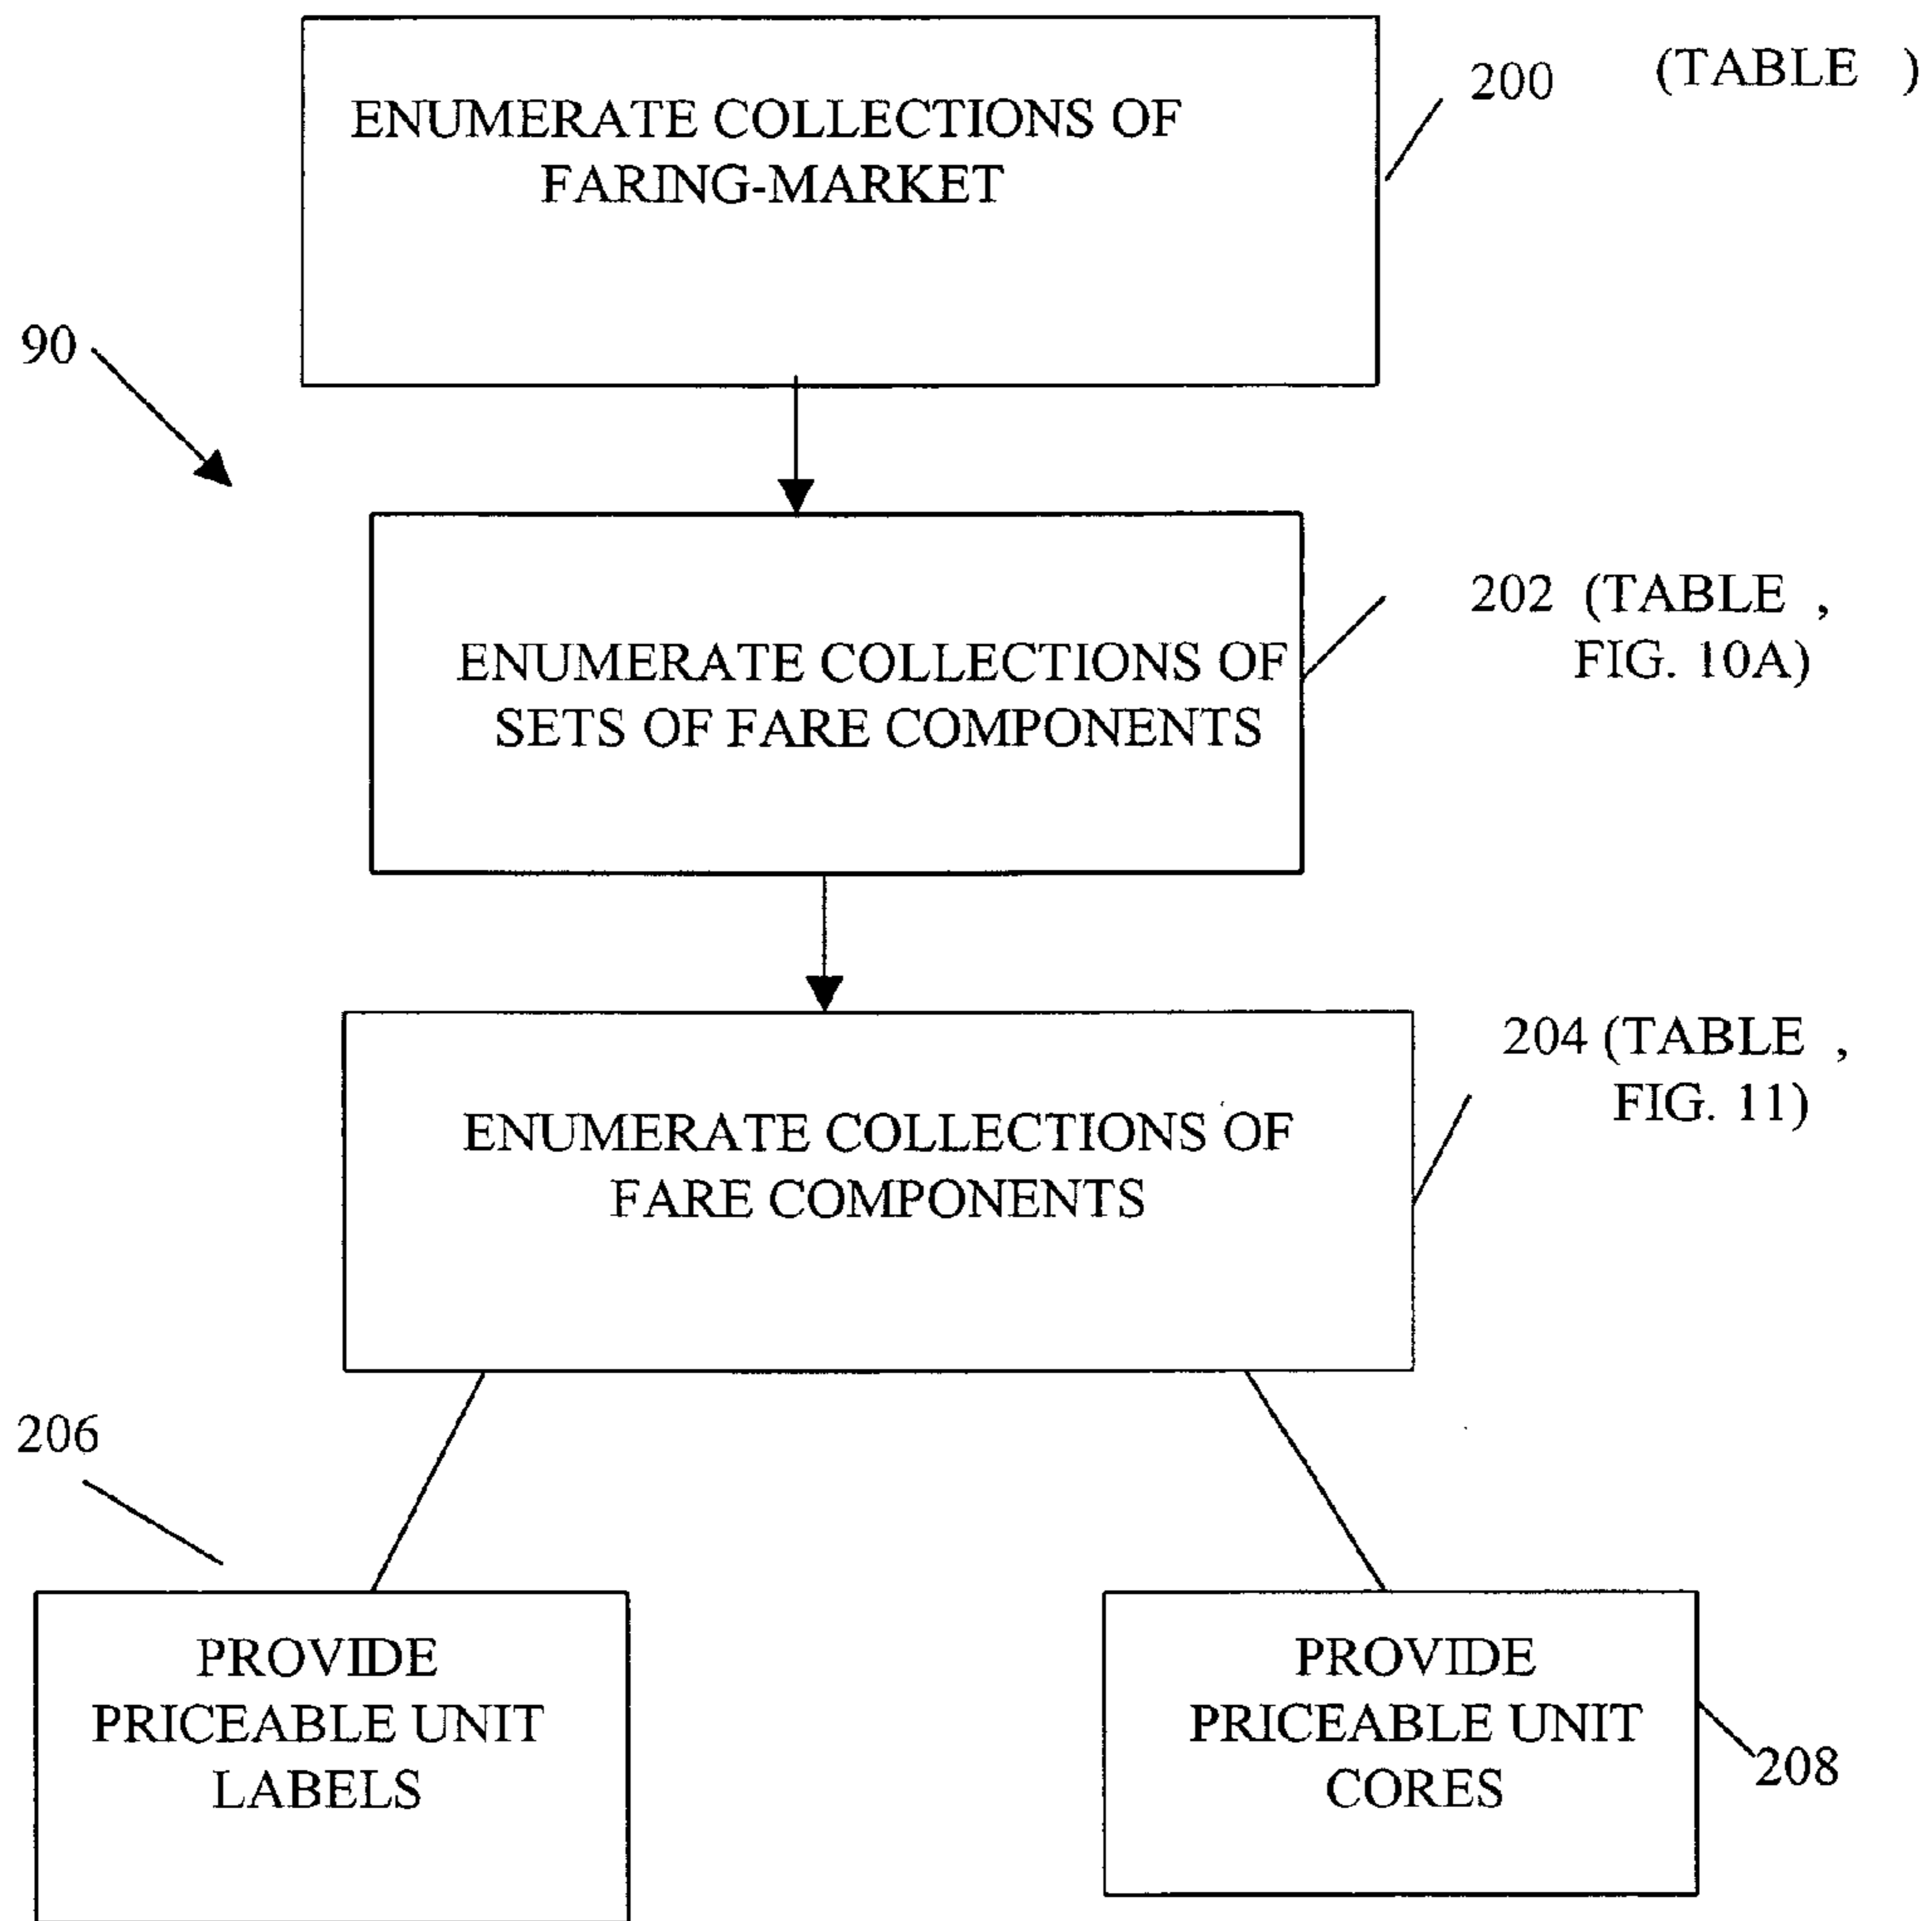 200 (TABLE )
ENUMERATE COLLECTIONS OF
FARING-MARKET
90
202 (TABLE ,
FIG. 10A)
ENUMERATE COLLECTIONS OF
SETS OF FARE COMPONENTS
204 (TABLE ,
FIG. 11)
ENUMERATE COLLECTIONS OF
FARE COMPONENTS
206
PROVIDE
PRICEABLE UNIT
LABELS
PROVIDE
PRICEABLE UNIT
CORES
208